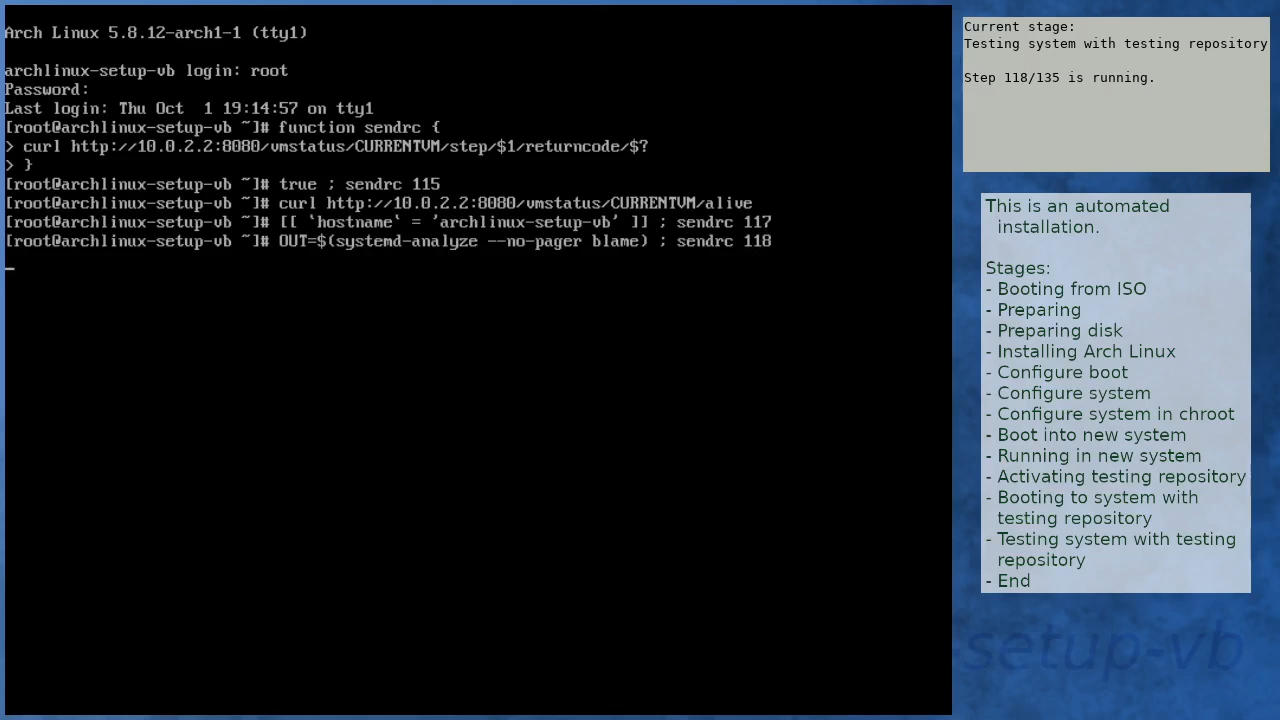 Arch Linux 5.8.12-arch1-1 (tty1)
archlinux-setup-vb login: root
Password:
Last login: Thu Oct  1 19:14:57 on tty1
[root@archlinux-setup-vb ~]# function sendrc {
> curl http://10.0.2.2:8080/vmstatus/CURRENTVM/step/$1/returncode/$?
> }
[root@archlinux-setup-vb ~]# true ; sendrc 115
[root@archlinux-setup-vb ~]# curl http://10.0.2.2:8080/vmstatus/CURRENTVM/alive
[root@archlinux-setup-vb ~]# [[ `hostname` = 'archlinux-setup-vb' ]] ; sendrc 117
[root@archlinux-setup-vb ~]# OUT=$(systemd-analyze --no-pager blame) ; sendrc 118
Current stage:
Testing system with testing repository
Step 118/135 is running.
This is an automated
installation.
Stages:
- Booting from ISO
- Preparing
- Preparing disk
- Installing Arch Linux
- Configure boot
- Configure system
- Configure system in chroot
- Boot into new system
- Running in new system
- Activating testing repository
- Booting to system with
testing repository
- Testing system with testing
repository
- End
setup-vb